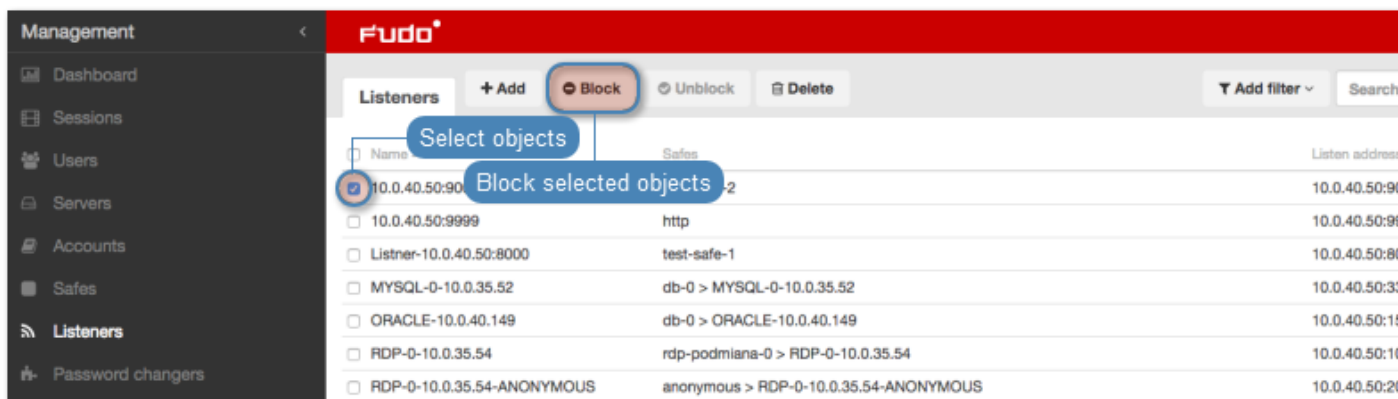 Management
Fudo
Dashboard
Listeners
+ Add
Block
Unblock
Delete
Add filter
Search
Sessions
Select objects
Users
Name
Safes
Listen address
Block selected objects
10.0.40.50:90
-2
10.0.40.50:90
Servers
10.0.40.50:9999
http
10.0.40.50:99
Accounts
Listner-10.0.40.50:8000
test-safe-1
10.0.40.50:80
Safes
MYSQL-0-10.0.35.52
db-0 > MYSQL-0-10.0.35.52
10.0.40.50:33
Listeners
ORACLE-10.0.40.149
db-0 > ORACLE-10.0.40.149
10.0.40.50:15
RDP-0-10.0.35.54
rdp-podmiana-0 > RDP-0-10.0.35.54
10.0.40.50:10
Password changers
RDP-0-10.0.35.54-ANONYMOUS
anonymous > RDP-0-10.0.35.54-ANONYMOUS
10.0.40.50:20